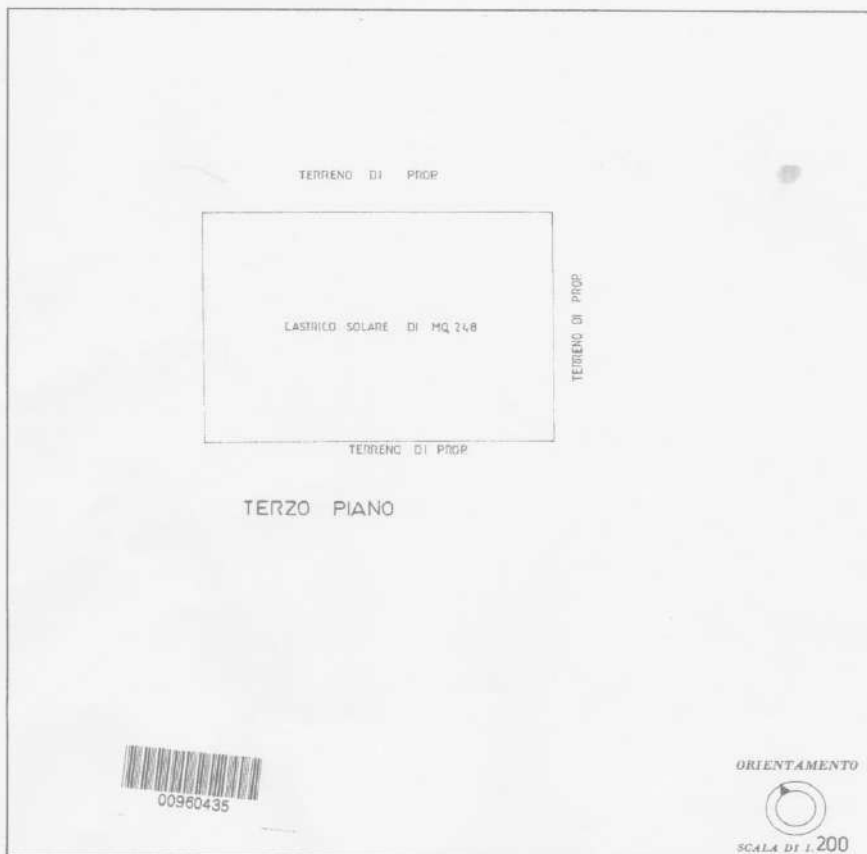 TERRENO DI PROP.
LASTRICO SOLARE DI MQ 248
TERRENO DI PROP.
TERRENO DI PROP.
TERZO PIANO
00960435
ORIENTAMENTO
SCALA DI 1.200